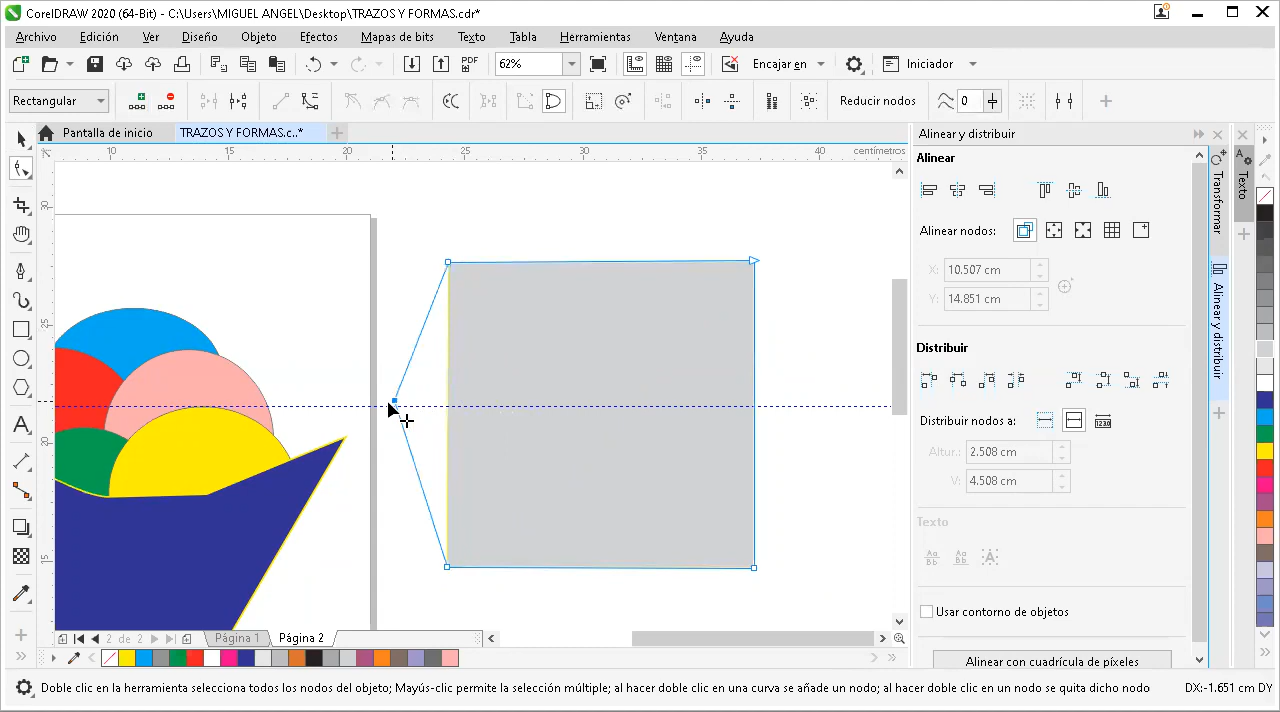 CorelDRAW 2020 (64-Bit) - C:\Users\MIGUEL ANGEL\Desktop\TRAZOS Y FORMAS.cdr*
Archivo Edición Ver Diseño Objeto Efectos Mapas de bits Texto Tabla Herramientas Ventana Ayuda
PDF 62% Encajar en Iniciador
Rectangular Reducir nodos 0
Pantalla de inicio TRAZOS Y FORMAS.c..*
10 15 20 25 30 35 40 centímetros
30
25
20
15
Alinear y distribuir
Alinear
Alinear nodos:
X: 10.507 cm
Y: 14.851 cm
Distribuir
Distribuir nodos a:
Altur.: 2.508 cm
V: 4.508 cm
Texto
Usar contorno de objetos
Alinear con cuadrícula de píxeles
Transformar
Alinear y distribuir
Texto
2 de 2 Página 1 Página 2
Doble clic en la herramienta selecciona todos los nodos del objeto; Mayús-clic permite la selección múltiple; al hacer doble clic en una curva se añade un nodo; al hacer doble clic en un nodo se quita dicho nodo DX:-1.651 cm DY